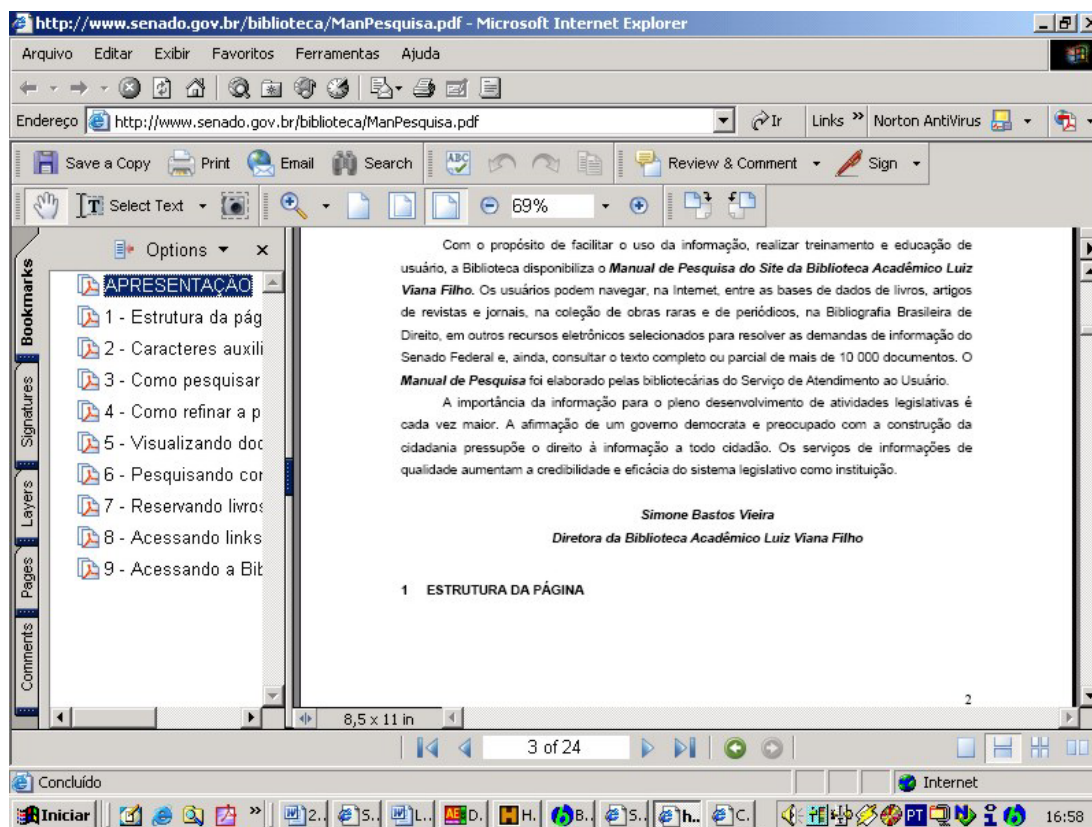 http://www.senado.gov.br/biblioteca/ManPesquisa.pdf - Microsoft Internet Explorer
Arquivo Editar Exibir Favoritos Ferramentas Ajuda
Endereço http://www.senado.gov.br/biblioteca/ManPesquisa.pdf Ir Links » Norton AntiVirus
Save a Copy Print Email Search ABC Review & Comment Sign
T Select Text 69%
Options x
Bookmarks
Signatures
Layers
Pages
Comments
APRESENTAÇÃO
1 - Estrutura da pág
2 - Caracteres auxili
3 - Como pesquisar
4 - Como refinar a p
5 - Visualizando doc
6 - Pesquisando cor
7 - Reservando livros
8 - Acessando links
9 - Acessando a Bib
Com o propósito de facilitar o uso da informação, realizar treinamento e educação de
usuário, a Biblioteca disponibiliza o Manual de Pesquisa do Site da Biblioteca Acadêmico Luiz
Viana Filho. Os usuários podem navegar, na Internet, entre as bases de dados de livros, artigos
de revistas e jornais, na coleção de obras raras e de periódicos, na Bibliografia Brasileira de
Direito, em outros recursos eletrônicos selecionados para resolver as demandas de informação do
Senado Federal e, ainda, consultar o texto completo ou parcial de mais de 10 000 documentos. O
Manual de Pesquisa foi elaborado pelas bibliotecárias do Serviço de Atendimento ao Usuário.
A importância da informação para o pleno desenvolvimento de atividades legislativas é
cada vez maior. A afirmação de um governo democrata e preocupado com a construção da
cidadania pressupõe o direito à informação a todo cidadão. Os serviços de informações de
qualidade aumentam a credibilidade e eficácia do sistema legislativo como instituição.
Simone Bastos Vieira
Diretora da Biblioteca Acadêmico Luiz Viana Filho
1 ESTRUTURA DA PÁGINA
2
8,5 x 11 in
3 of 24
Concluído Internet
Iniciar » 2.. S.. L.. D. H. B.. S.. h.. C. PT 16:58